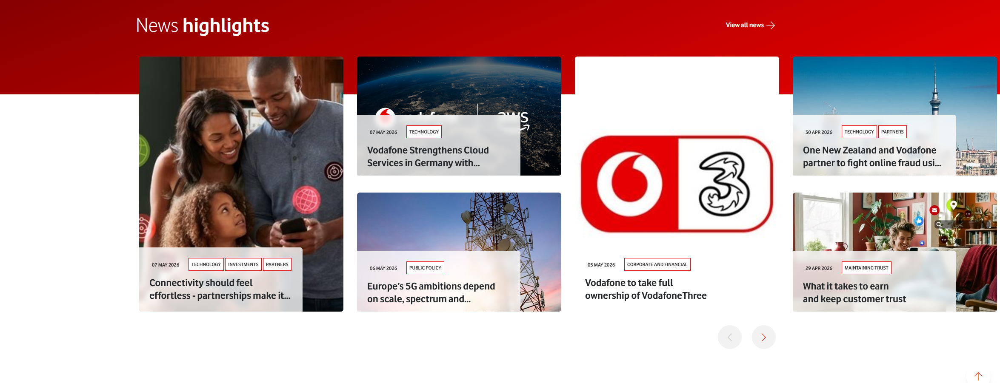 News highlights
View all news
07 MAY 2026 TECHNOLOGY INVESTMENTS PARTNERS
Connectivity should feel
effortless - partnerships make it...
aws
07 MAY 2026 TECHNOLOGY
Vodafone Strengthens Cloud
Services in Germany with...
06 MAY 2026 PUBLIC POLICY
Europe’s 5G ambitions depend
on scale, spectrum and...
3
05 MAY 2026 CORPORATE AND FINANCIAL
Vodafone to take full
ownership of VodafoneThree
30 APR 2026 TECHNOLOGY PARTNERS
One New Zealand and Vodafone
partner to fight online fraud usi...
29 APR 2026 MAINTAINING TRUST
What it takes to earn
and keep customer trust